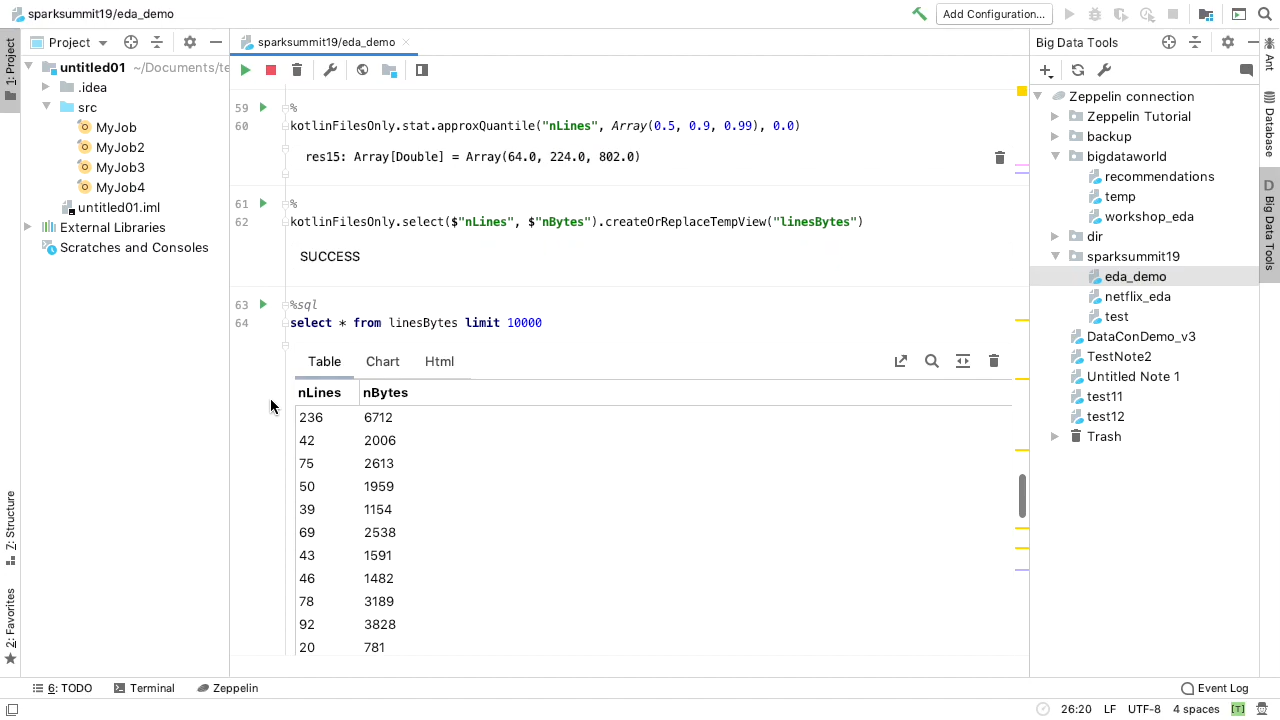 sparksummit19/eda_demo
Add Configuration...
1: Project
Project
untitled01 ~/Documents/te
.idea
src
MyJob
MyJob2
MyJob3
MyJob4
untitled01.iml
External Libraries
Scratches and Consoles
7: Structure
2: Favorites
sparksummit19/eda_demo
59 %
60 kotlinFilesOnly.stat.approxQuantile("nLines", Array(0.5, 0.9, 0.99), 0.0)
res15: Array[Double] = Array(64.0, 224.0, 802.0)
61 %
62 kotlinFilesOnly.select($"nLines", $"nBytes").createOrReplaceTempView("linesBytes")
SUCCESS
63 %sql
64 select * from linesBytes limit 10000
Table Chart Html
nLines nBytes
236 6712
42 2006
75 2613
50 1959
39 1154
69 2538
43 1591
46 1482
78 3189
92 3828
20 781
Big Data Tools
Zeppelin connection
Zeppelin Tutorial
backup
bigdataworld
recommendations
temp
workshop_eda
dir
sparksummit19
eda_demo
netflix_eda
test
DataConDemo_v3
TestNote2
Untitled Note 1
test11
test12
Trash
Ant
Database
D
Big Data Tools
6: TODO Terminal Zeppelin Event Log
26:20 LF UTF-8 4 spaces [T]